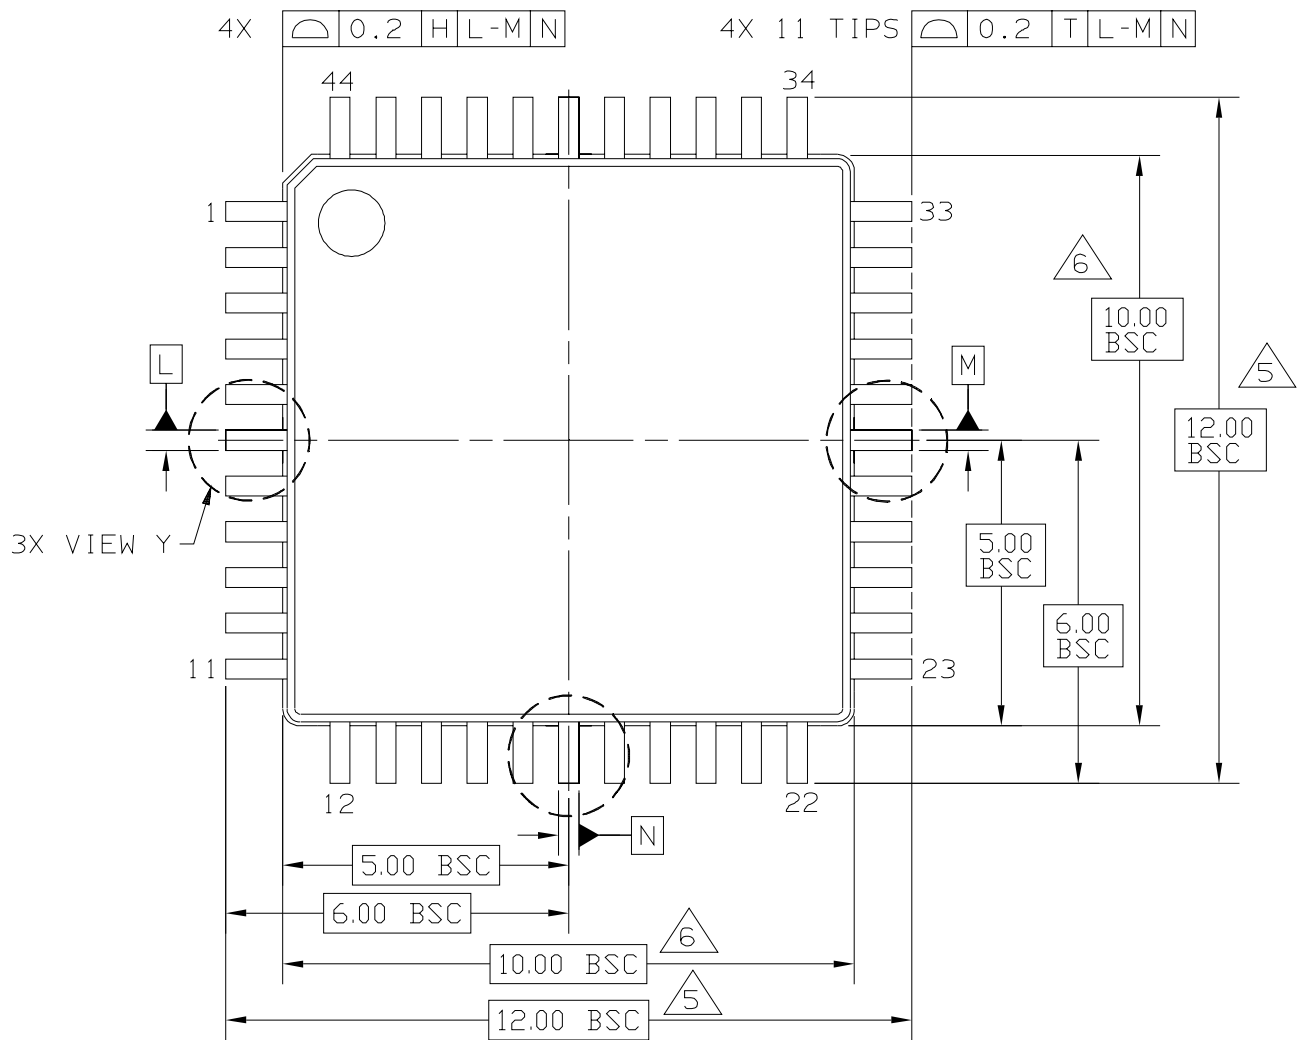 4X 0.2 H L-M N
4X 11 TIPS 0.2 T L-M N
44
34
1
33
6
10.00
BSC
5
L
M
12.00
BSC
3X VIEW Y
5.00
BSC
6.00
BSC
11
23
12
22
N
5.00 BSC
6.00 BSC
6
10.00 BSC
5
12.00 BSC